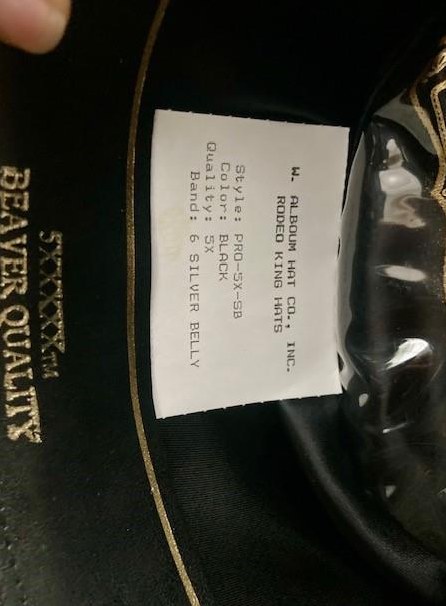 W. ALBOUM HAT CO., INC.
RODEO KING HATS
Style: PRO-5X-SB
Color: BLACK
Quality: 5X
Band: 6 SILVER BELLY
5XXXXX™
BEAVER QUALITY